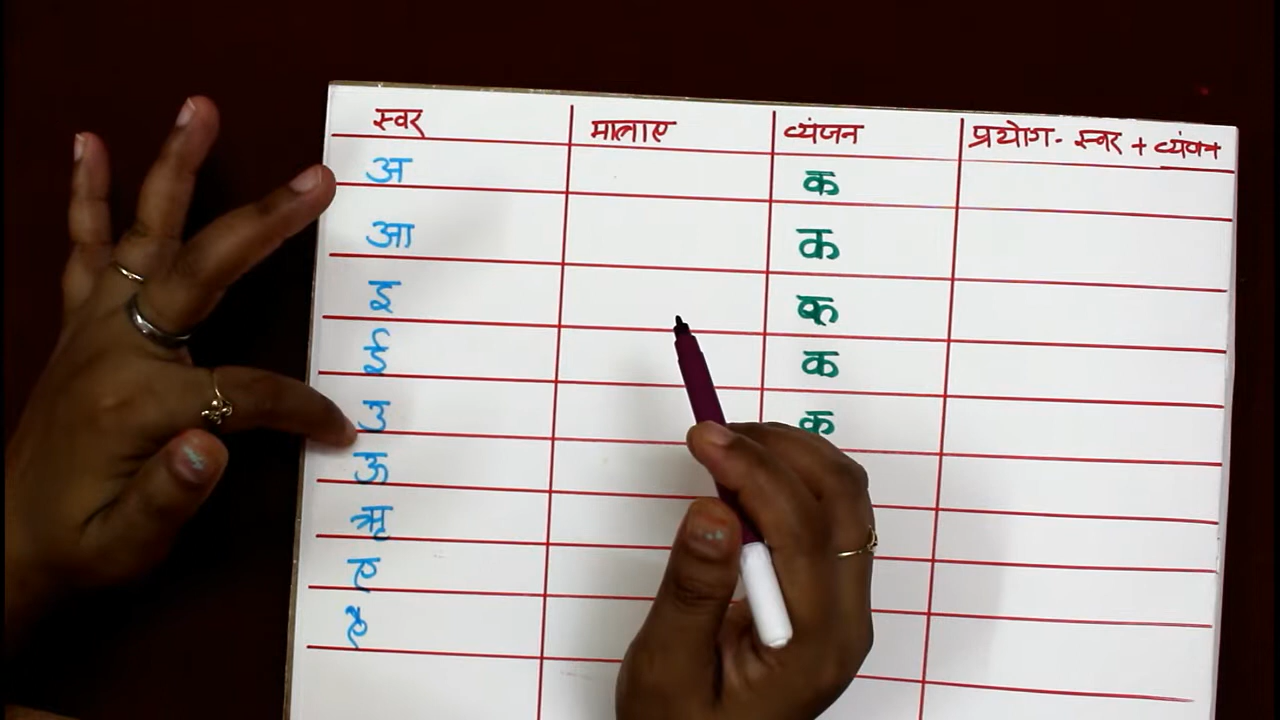 स्वर मात्राए व्यंजन प्रयोग - स्वर + व्यंजन
अ क
आ क
इ क
ई क
उ क
ऊ
ऋ
ए
ऐ